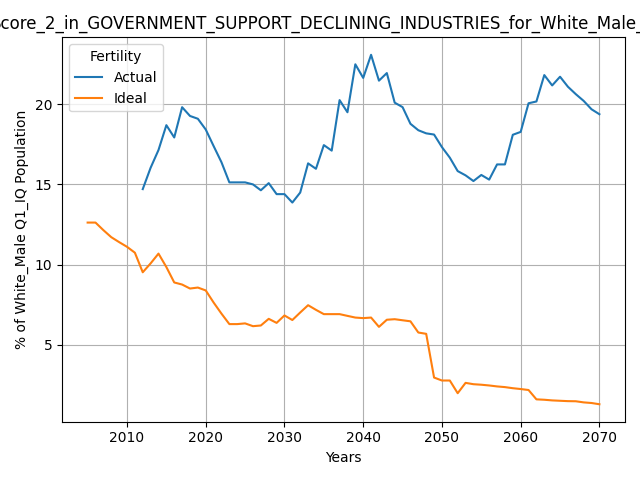 core_2_in_GOVERNMENT_SUPPORT_DECLINING_INDUSTRIES_for_White_Male_
Fertility
Actual
Ideal
% of White_Male Q1_IQ Population
20
15
10
5
2010 2020 2030 2040 2050 2060 2070
Years